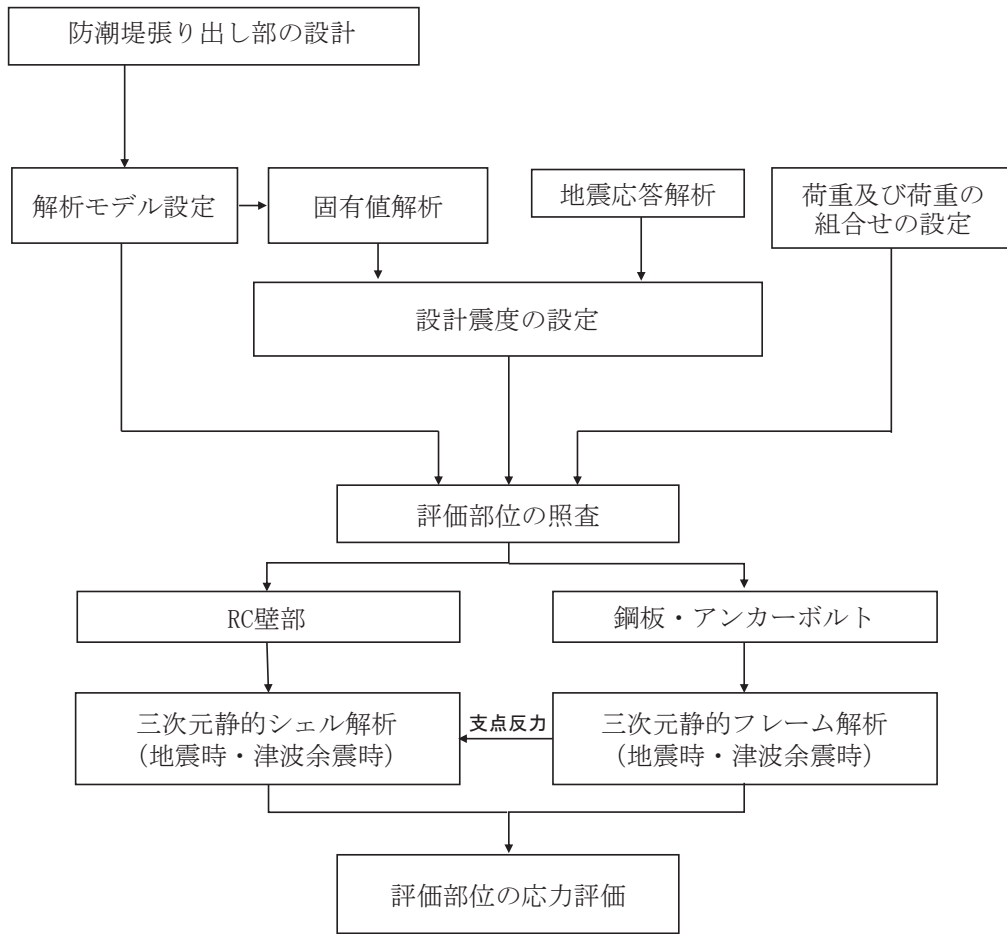 防潮堤張り出し部の設計
解析モデル設定
固有値解析
地震応答解析
荷重及び荷重の
組合せの設定
設計震度の設定
評価部位の照査
RC壁部
鋼板・アンカーボルト
三次元静的シェル解析
(地震時・津波余震時)
支点反力
三次元静的フレーム解析
(地震時・津波余震時)
評価部位の応力評価